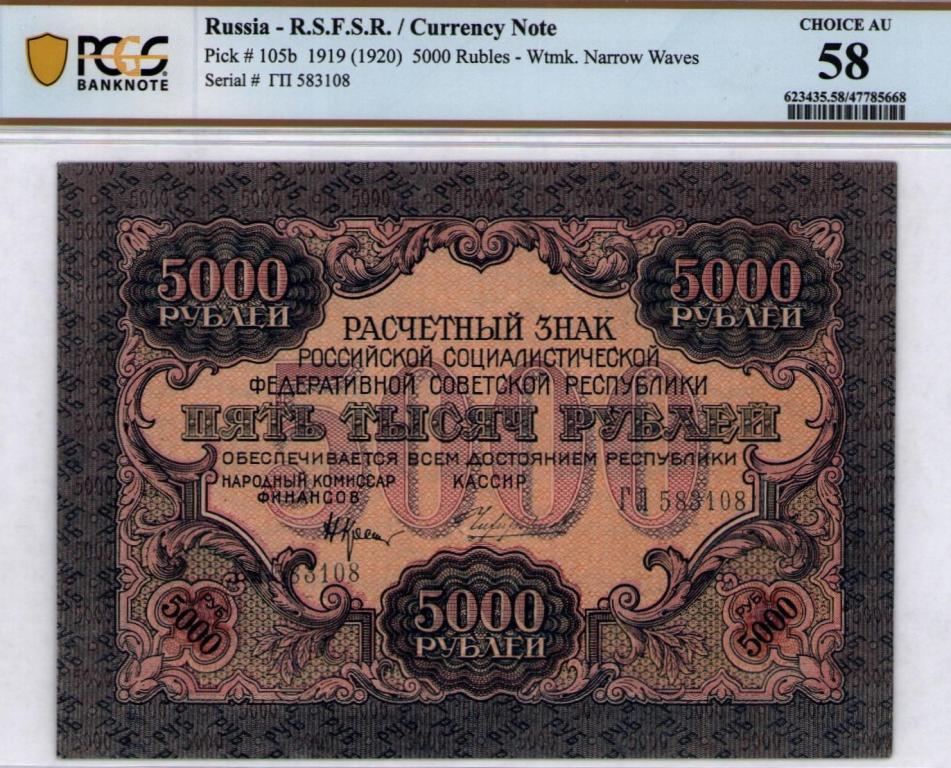 PCGS
BANKNOTE
Russia - R.S.F.S.R. / Currency Note
Pick # 105b 1919 (1920) 5000 Rubles - Wtmk. Narrow Waves
Serial # ГП 583108
CHOICE AU
58
623435.58/47785668
5000
РУБЛЕЙ
5000
РУБЛЕЙ
РАСЧЕТНЫЙ ЗНАК
РОССИЙСКОЙ СОЦИАЛИСТИЧЕСКОЙ
ФЕДЕРАТИВНОЙ СОВЕТСКОЙ РЕСПУБЛИКИ
5000
ПЯТЬ ТЫСЯЧ РУБЛЕЙ
ОБЕСПЕЧИВАЕТСЯ ВСЕМ ДОСТОЯНИЕМ РЕСПУБЛИКИ
НАРОДНЫЙ КОМИССАР
ФИНАНСОВ
КАССИР
ГП 583108
83108
РУБ
5000
5000
РУБЛЕЙ
РУБ
5000